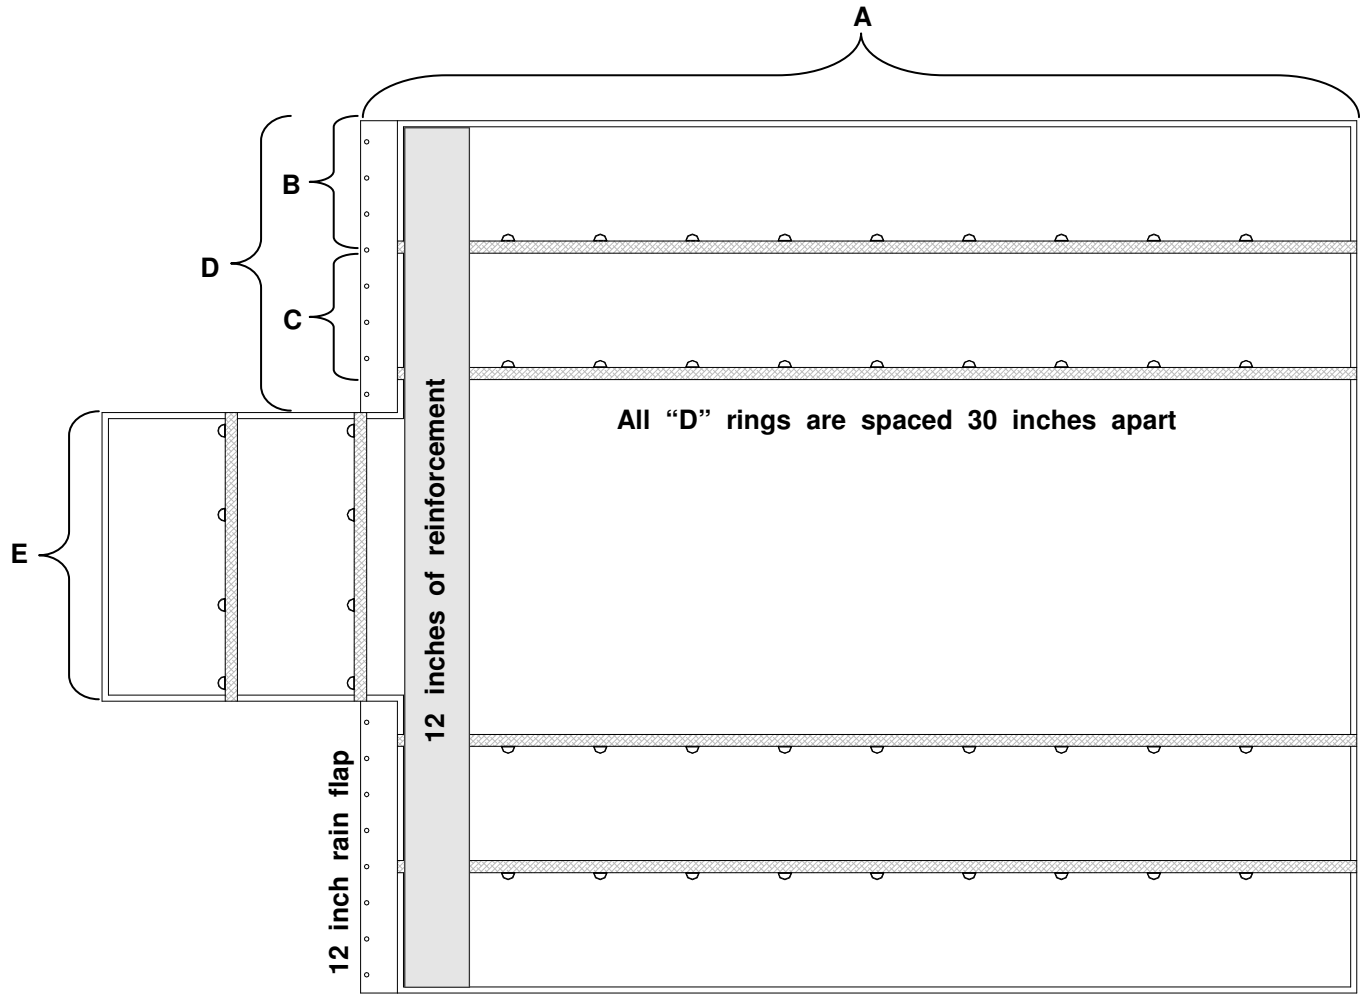 A
B
D
C
All “D” rings are spaced 30 inches apart
E
12 inches of reinforcement
12 inch rain flap